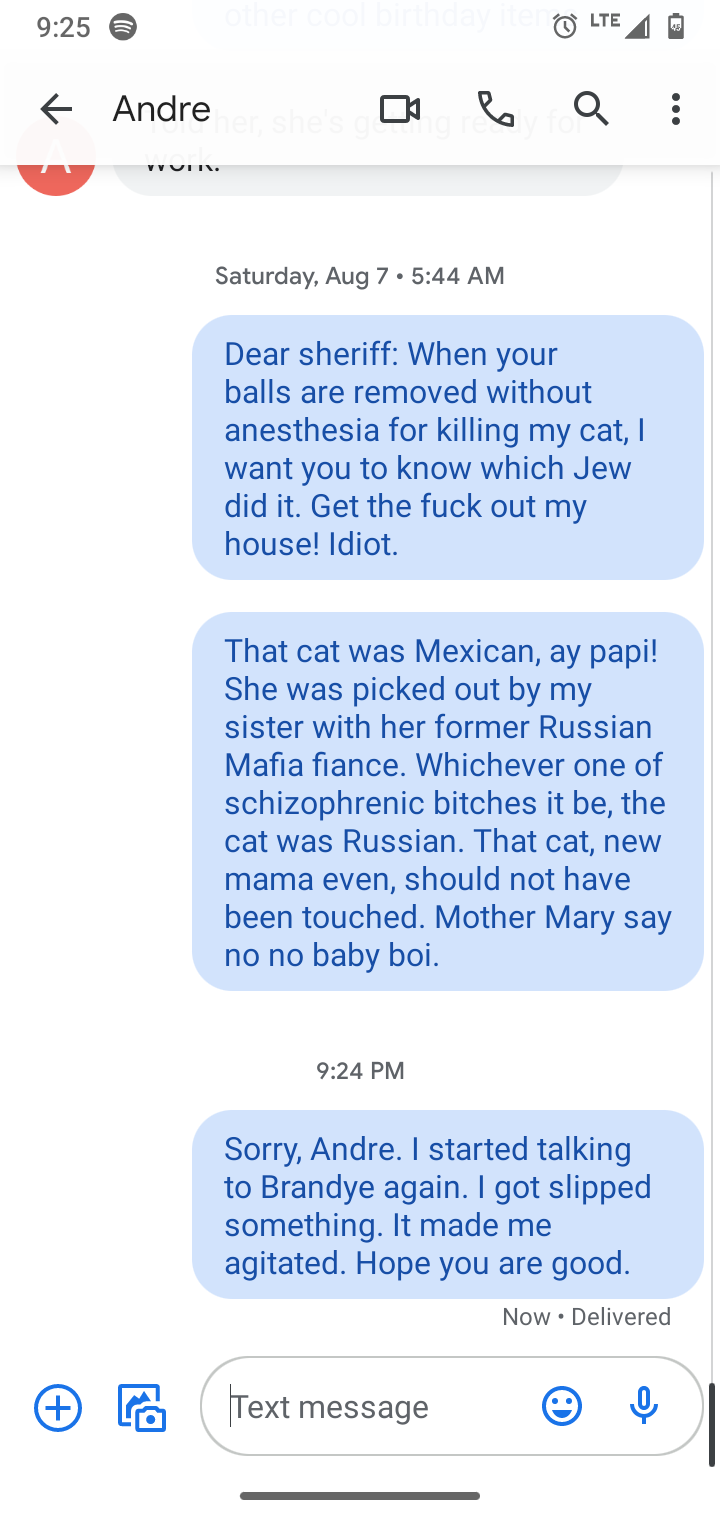 9:25
other cool birthday items
LTE
45
Andre
Told her, she's getting ready for
A
work.
Saturday, Aug 7 • 5:44 AM
Dear sheriff: When your
balls are removed without
anesthesia for killing my cat, I
want you to know which Jew
did it. Get the fuck out my
house! Idiot.
That cat was Mexican, ay papi!
She was picked out by my
sister with her former Russian
Mafia fiance. Whichever one of
schizophrenic bitches it be, the
cat was Russian. That cat, new
mama even, should not have
been touched. Mother Mary say
no no baby boi.
9:24 PM
Sorry, Andre. I started talking
to Brandye again. I got slipped
something. It made me
agitated. Hope you are good.
Now • Delivered
Text message